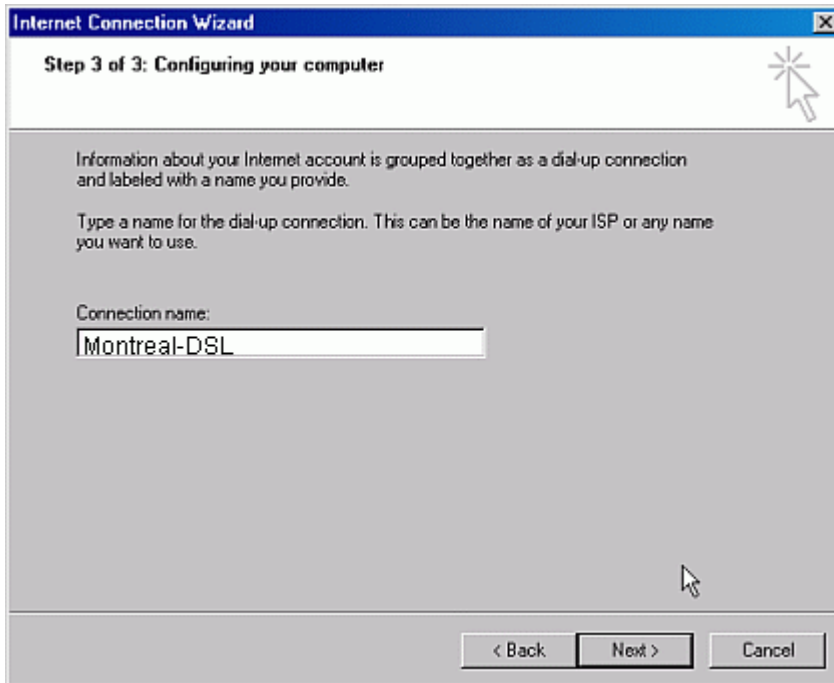 Internet Connection Wizard
Step 3 of 3: Configuring your computer
Information about your Internet account is grouped together as a dial-up connection
and labeled with a name you provide.
Type a name for the dial-up connection. This can be the name of your ISP or any name
you want to use.
Connection name:
Montreal-DSL
< Back
Next >
Cancel